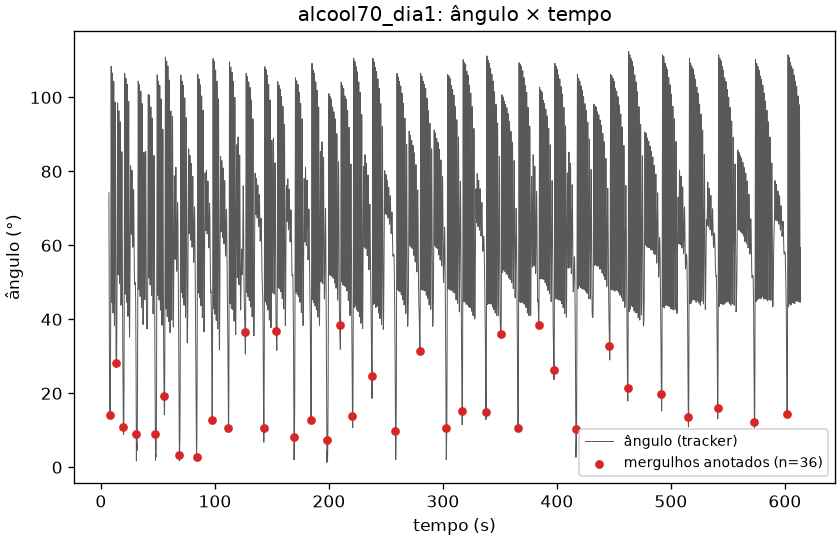 alcool70_dia1: ângulo × tempo
ângulo (°)
100
80
60
40
20
0
0
100
200
300
400
500
600
tempo (s)
ângulo (tracker)
mergulhos anotados (n=36)